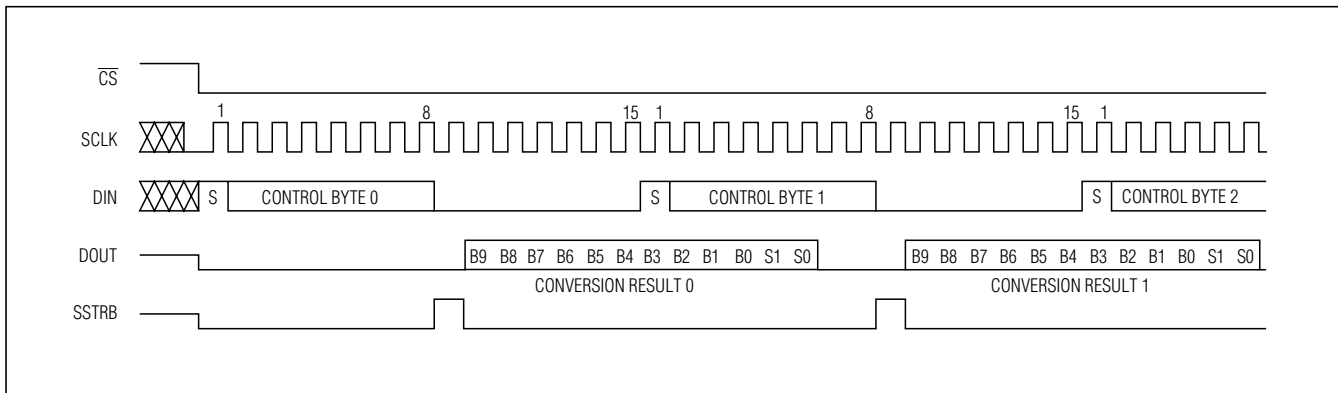 CS
1 8 15 1 8 15 1
SCLK
DIN S CONTROL BYTE 0 S CONTROL BYTE 1 S CONTROL BYTE 2
DOUT B9 B8 B7 B6 B5 B4 B3 B2 B1 B0 S1 S0 B9 B8 B7 B6 B5 B4 B3 B2 B1 B0 S1 S0
CONVERSION RESULT 0 CONVERSION RESULT 1
SSTRB